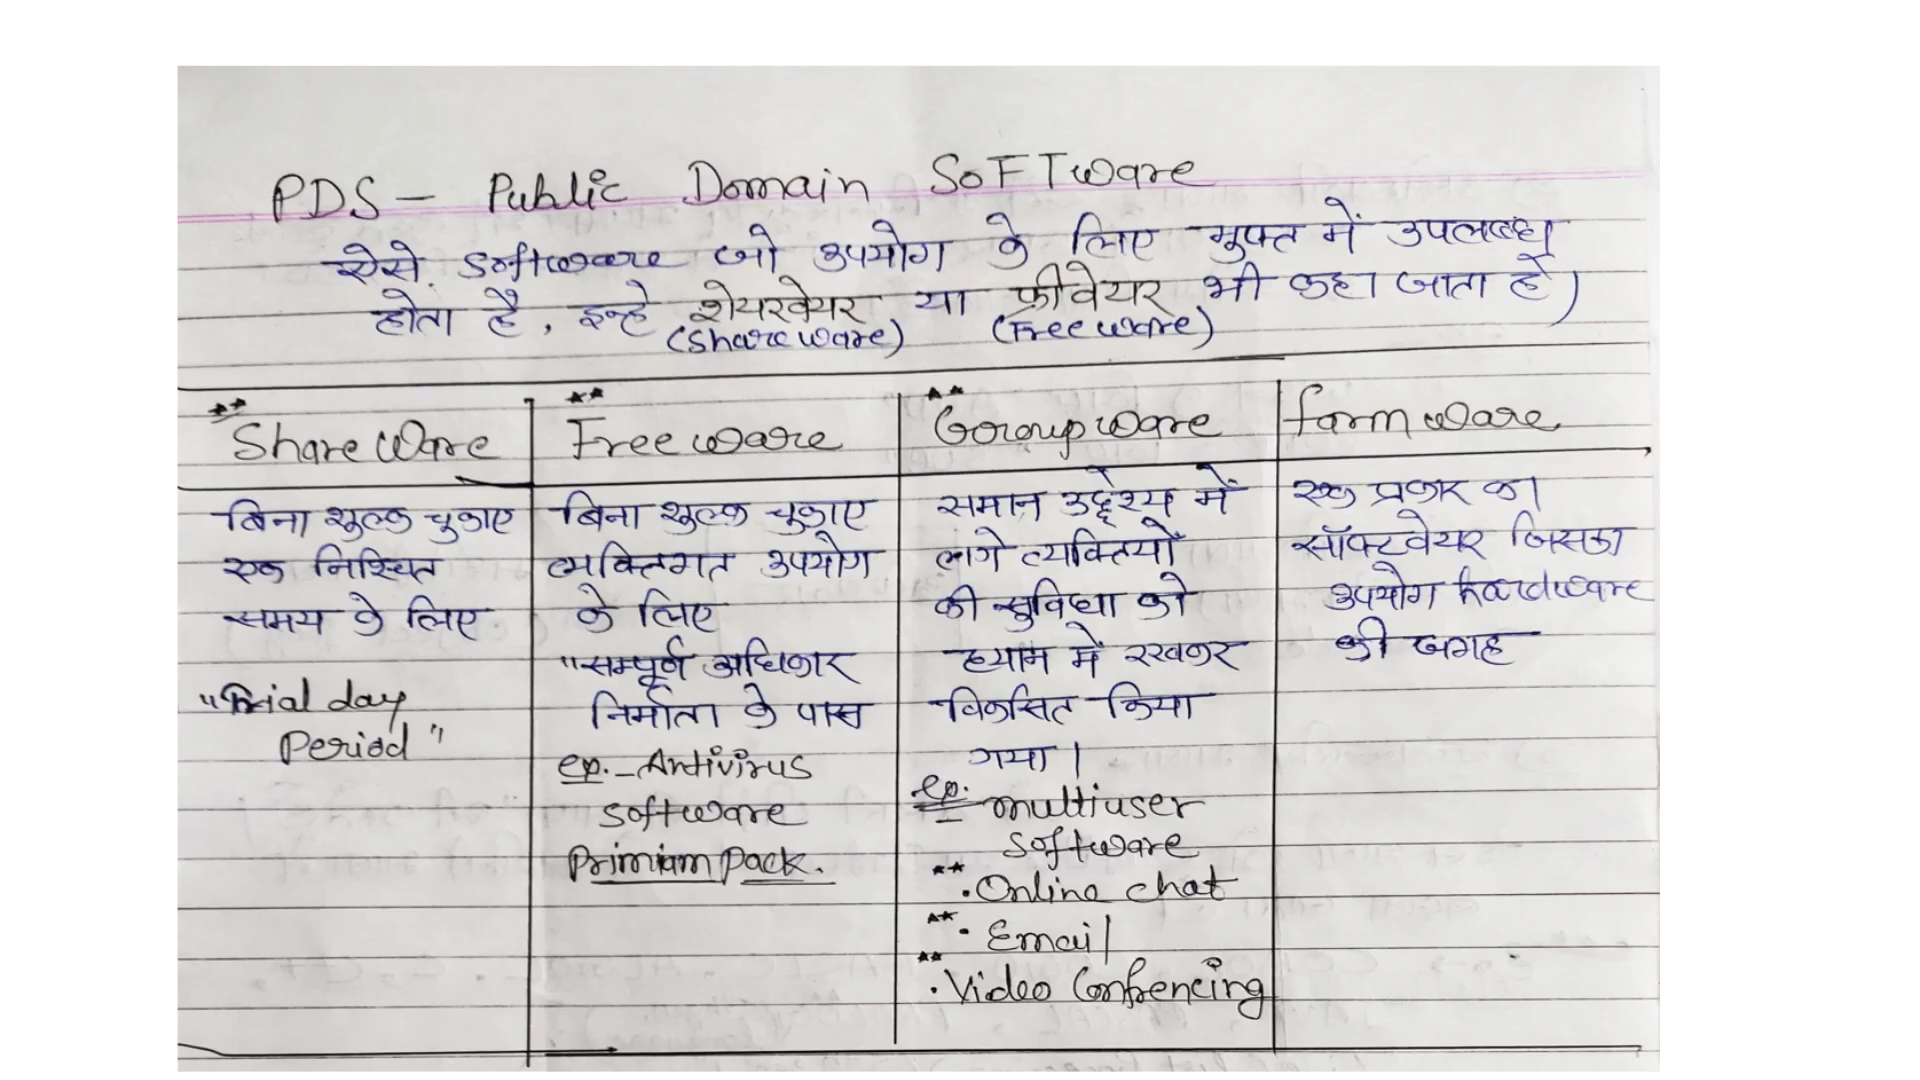 PDS - Public Domain SOFTware
ऐसे software जो उपयोग के लिए मुफ्त में उपलब्ध
होता है, इन्हे शेयरवेयर या फ्रीवेयर भी कहा जाता है)
(Shareware) (Freeware)
** Share Ware
बिना शुल्क चुकाए
एक निश्चित
समय के लिए
"Trial day
Period"
** Free ware
बिना शुल्क चुकाए
व्यक्तिगत उपयोग
के लिए
"सम्पूर्ण अधिकार
निर्माता के पास
ex. - Antivirus
software
Primium Pack.
** Group ware
समान उद्देश्य में
लगे व्यक्तियों
की सुविधा को
ध्यान में रखकर
विकसित किया
गया ।
ex. multiuser
software
** • Online chat
** • Email
** • Video Confrencing
farm ware
एक प्रकार का
सॉफ्टवेयर जिसका
उपयोग hardware
की जगह